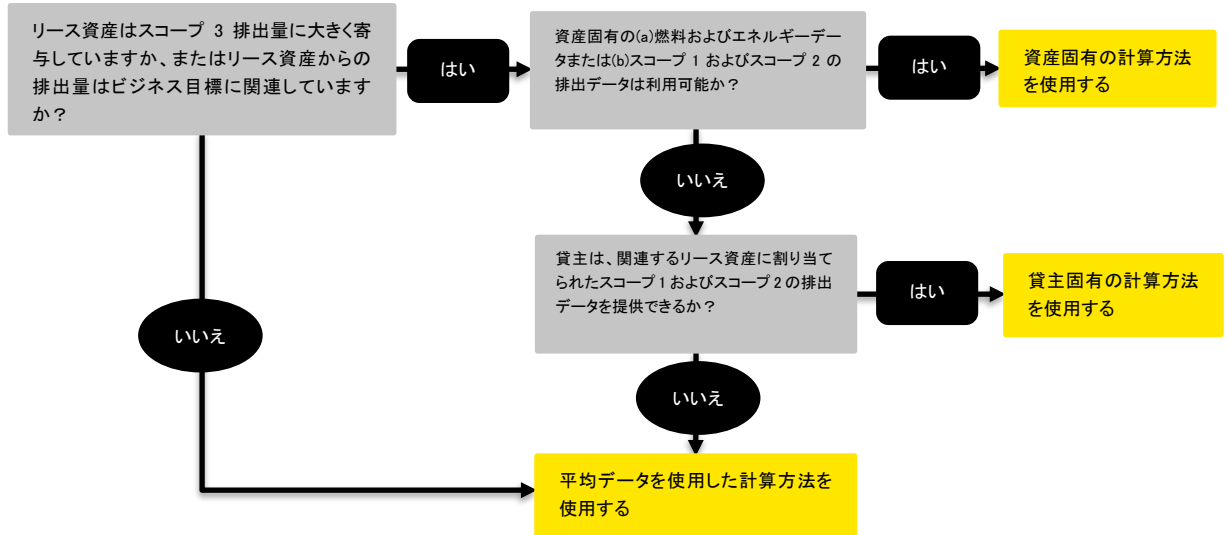 リース資産はスコープ 3 排出量に大きく寄
与していますか、またはリース資産からの
排出量はビジネス目標に関連しています
か？
はい
資産固有の(a)燃料およびエネルギーデー
タまたは(b)スコープ 1 およびスコープ 2 の
排出データは利用可能か？
はい
資産固有の計算方法
を使用する
いいえ
貸主は、関連するリース資産に割り当て
られたスコープ1およびスコープ2の排出
データを提供できるか？
はい
貸主固有の計算方法
を使用する
いいえ
いいえ
平均データを使用した計算方法を
使用する